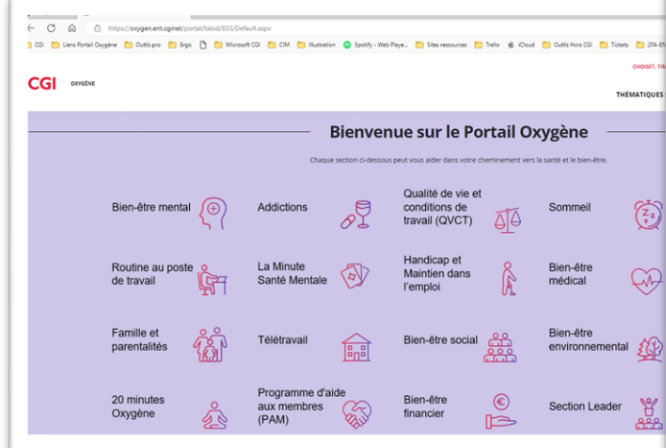 https://oxygen.ent.cginet/portal/tabid/833/Default.aspx
CGI Liens Portail Oxygène Outils pro Ergo Microsoft CGI CIM Illustration Spotify - Web Playe... Sites ressources Trello iCloud Outils Hors CGI Tickets
CGI OXYGÈNE
THÉMATIQUES
Bienvenue sur le Portail Oxygène
Chaque section ci-dessous peut vous aider dans votre cheminement vers la santé et le bien-être.
Bien-être mental
Addictions
Qualité de vie et
conditions de
travail (QVCT)
Sommeil
Routine au poste
de travail
La Minute
Santé Mentale
Handicap et
Maintien dans
l'emploi
Bien-être
médical
Famille et
parentalités
Télétravail
Bien-être social
Bien-être
environnemental
20 minutes
Oxygène
Programme d'aide
aux membres
(PAM)
Bien-être
financier
Section Leader